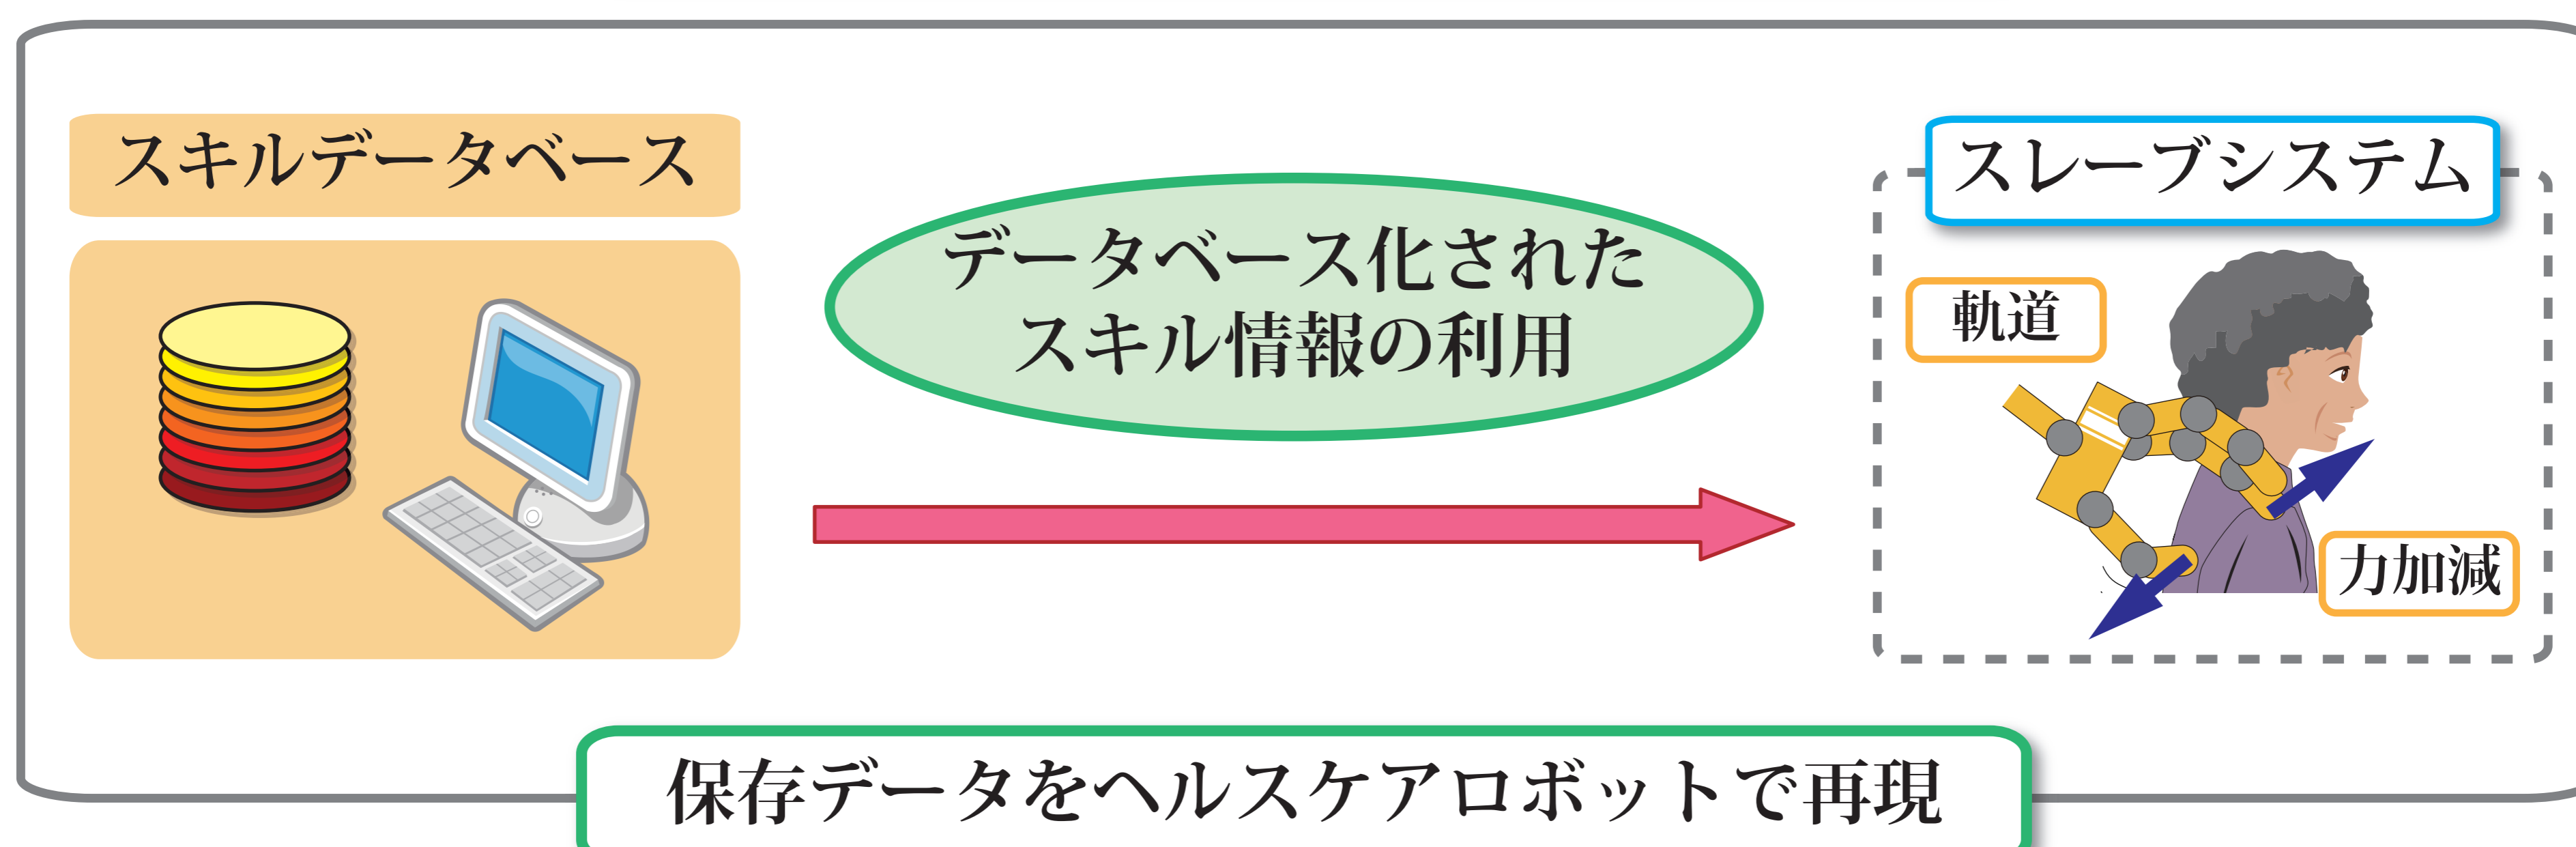 スキルデータベース
データベース化された
スキル情報の利用
スレーブシステム
軌道
力加減
保存データをヘルスケアロボットで再現